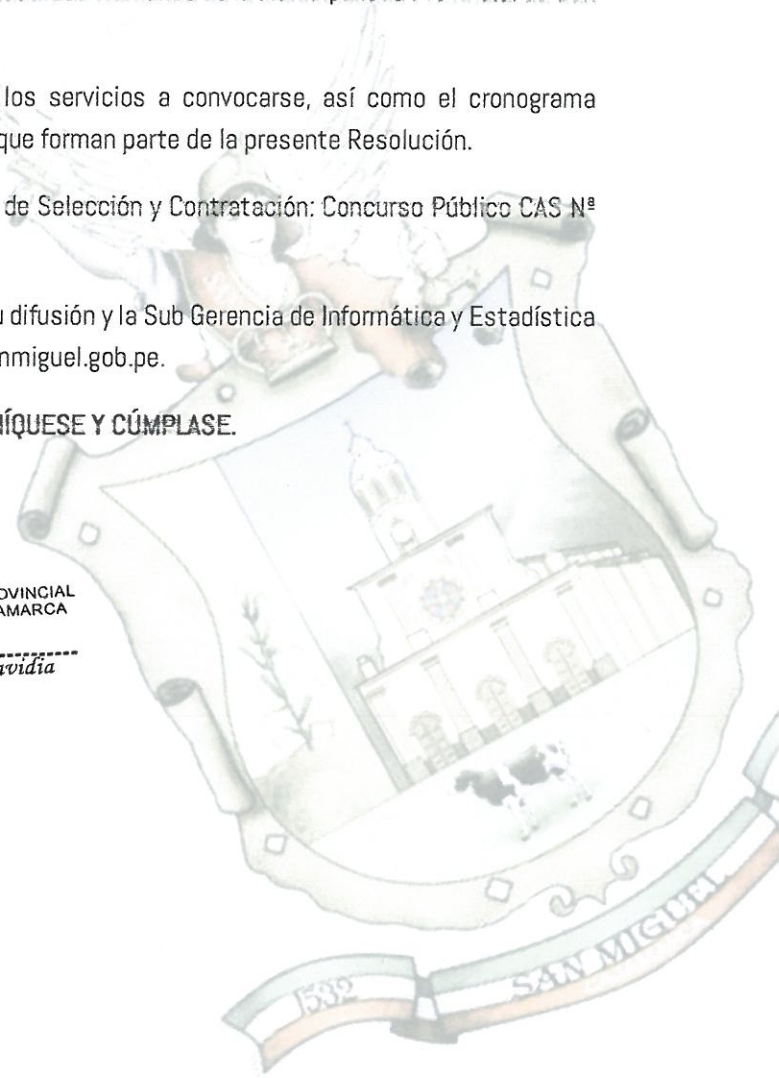 los servicios a convocarse, así como el cronograma
que forman parte de la presente Resolución.
de Selección y Contratación: Concurso Público CAS Nª
difusión y la Sub Gerencia de Informática y Estadística
nmiguel.gob.pe.
ÍQUESE Y CÚMPLASE.
OVINCIAL
AMARCA
avidia
1532
SAN MIGUEL